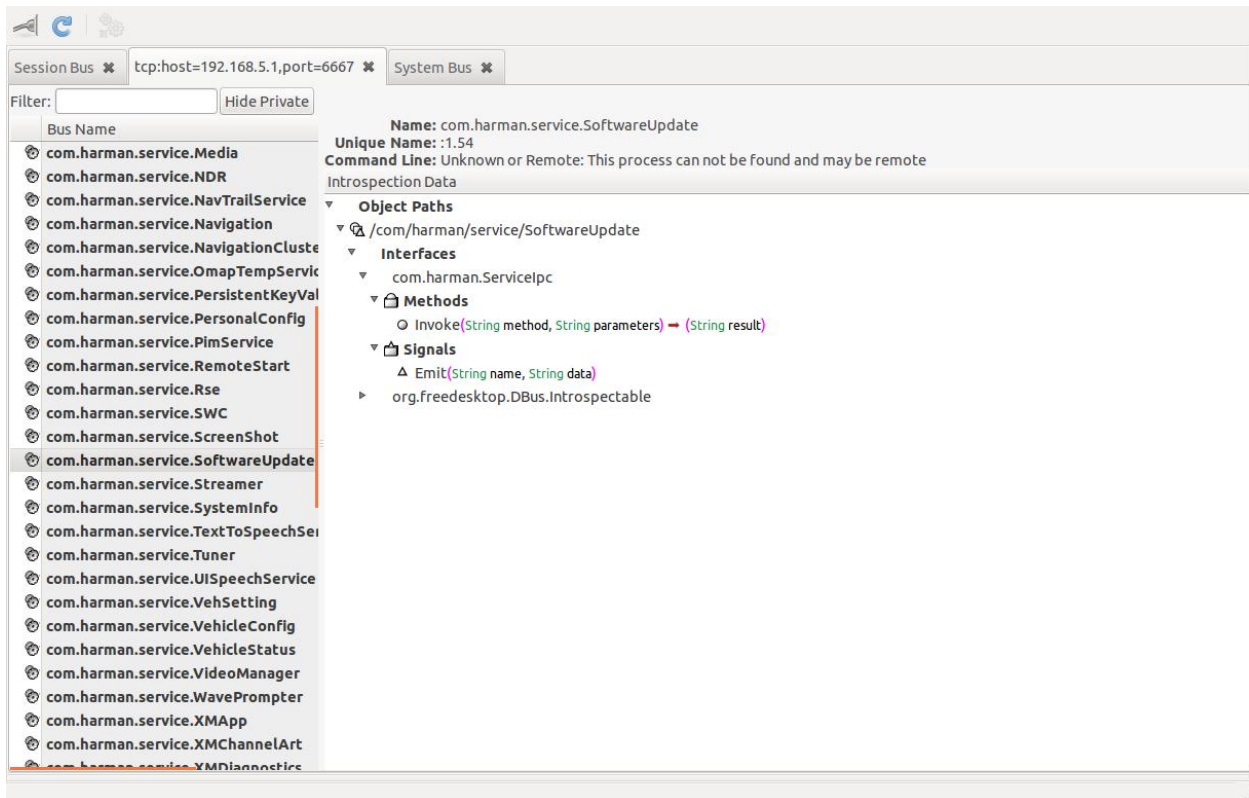 Session Bus ✖ tcp:host=192.168.5.1,port=6667 ✖ System Bus ✖
Filter: Hide Private
Bus Name
com.harman.service.Media
com.harman.service.NDR
com.harman.service.NavTrailService
com.harman.service.Navigation
com.harman.service.NavigationCluste
com.harman.service.OmapTempServic
com.harman.service.PersistentKeyVal
com.harman.service.PersonalConfig
com.harman.service.PimService
com.harman.service.RemoteStart
com.harman.service.Rse
com.harman.service.SWC
com.harman.service.ScreenShot
com.harman.service.SoftwareUpdate
com.harman.service.Streamer
com.harman.service.SystemInfo
com.harman.service.TextToSpeechSer
com.harman.service.Tuner
com.harman.service.UISpeechService
com.harman.service.VehSetting
com.harman.service.VehicleConfig
com.harman.service.VehicleStatus
com.harman.service.VideoManager
com.harman.service.WavePrompter
com.harman.service.XMApp
com.harman.service.XMChannelArt
com.harman.service.XMDiagnostics
Name: com.harman.service.SoftwareUpdate
Unique Name: :1.54
Command Line: Unknown or Remote: This process can not be found and may be remote
Introspection Data
Object Paths
/com/harman/service/SoftwareUpdate
Interfaces
com.harman.ServiceIpc
Methods
Invoke(String method, String parameters) → (String result)
Signals
Emit(String name, String data)
org.freedesktop.DBus.Introspectable